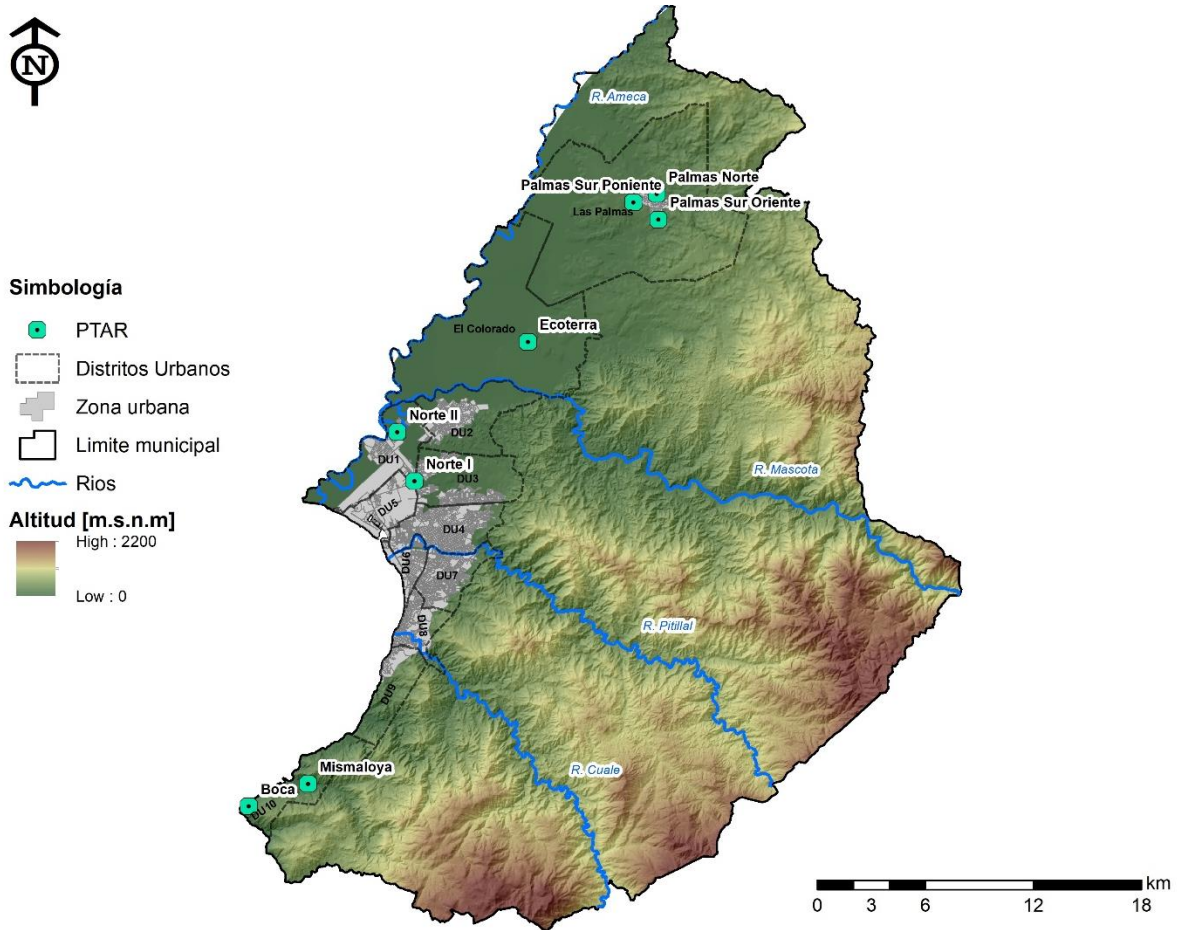 N
R. Ameca
Palmas Norte
Palmas Sur Poniente
Palmas Sur Oriente
Las Palmas
Simbología
PTAR
Distritos Urbanos
Zona urbana
Limite municipal
Rios
Altitud [m.s.n.m]
High : 2200
Low : 0
El Colorado
Ecoterra
Norte II
DU2
DU1
Norte I
DU3
R. Mascota
DU5
DU4
DU6
DU7
DU8
R. Pitillal
DU9
R. Cuale
Mismaloya
Boca
DU10
km
0 3 6 12 18